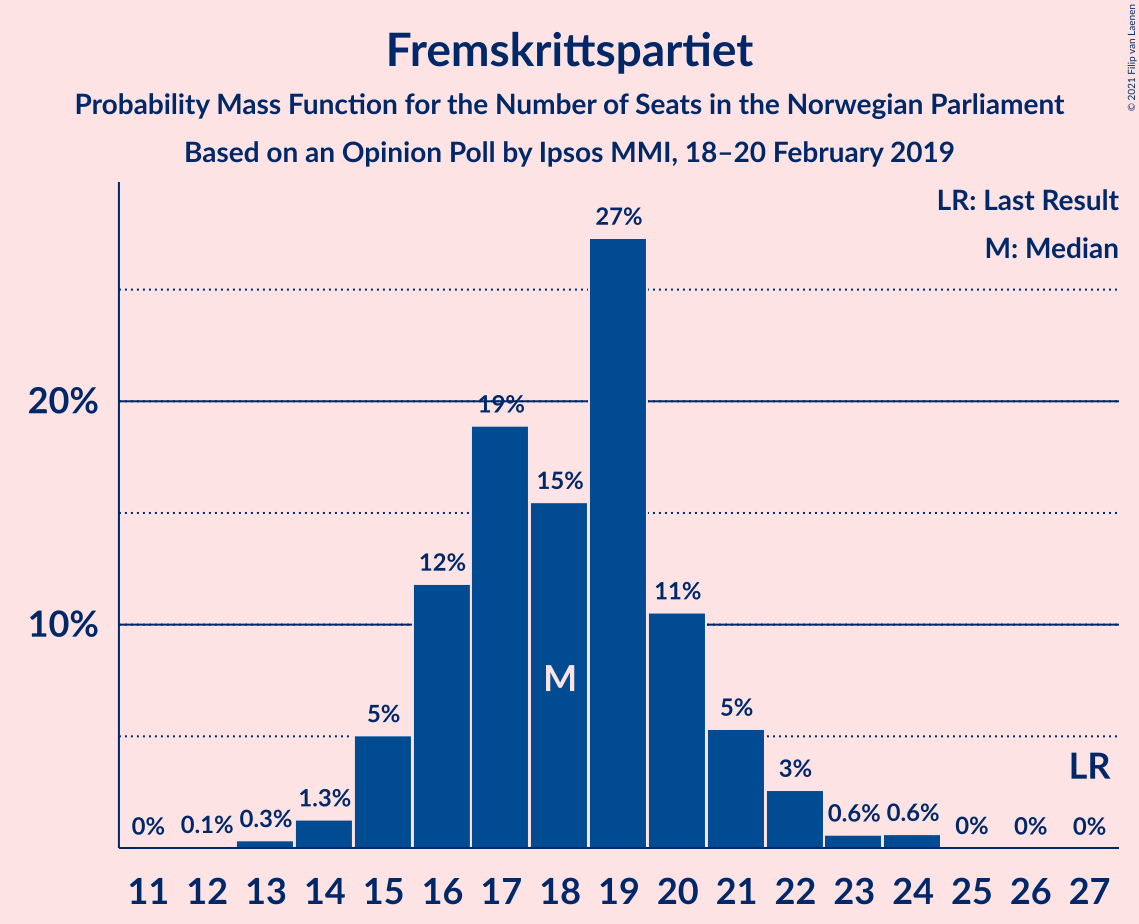 Fremskrittspartiet
Probability Mass Function for the Number of Seats in the Norwegian Parliament
Based on an Opinion Poll by Ipsos MMI, 18–20 February 2019
© 2021 Filip van Laenen
LR: Last Result
M: Median
27%
20%
19%
15%
12%
11%
10%
M
5%
5%
3%
LR
1.3%
0%
0.1%
0.3%
0.6%
0.6%
0%
0%
0%
11 12 13 14 15 16 17 18 19 20 21 22 23 24 25 26 27